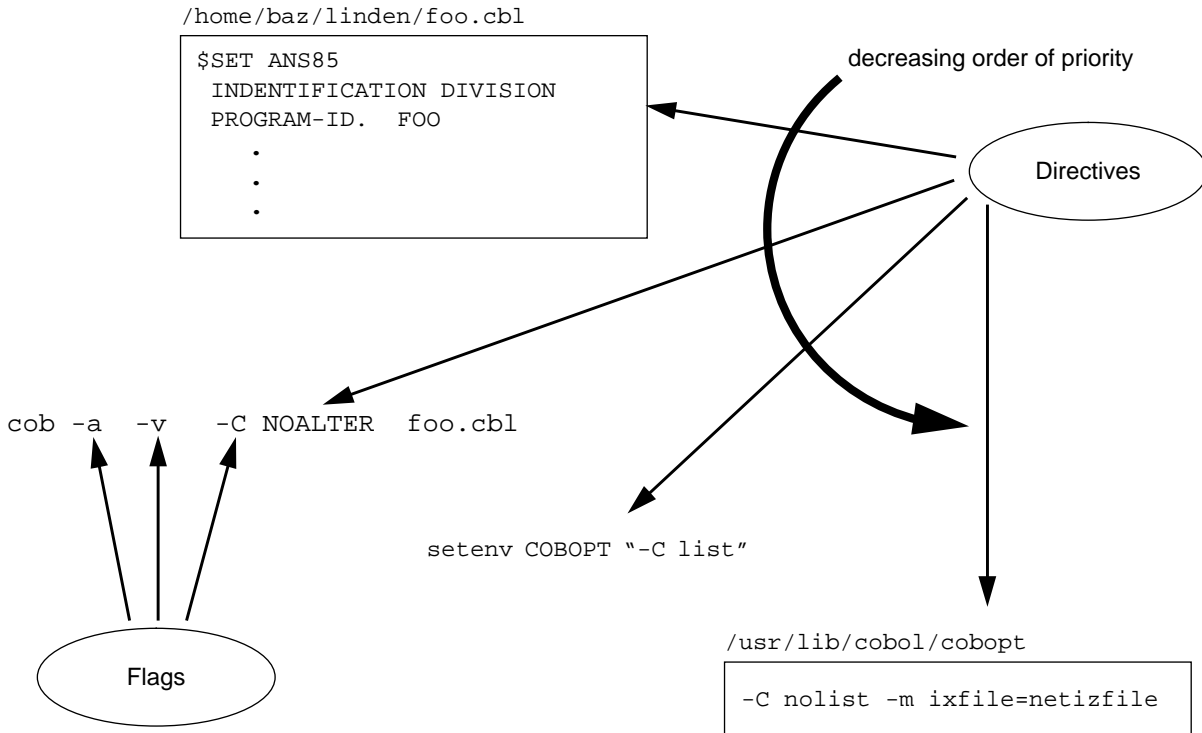 /home/baz/linden/foo.cbl
$SET ANS85
INDENTIFICATION DIVISION
PROGRAM-ID.  FOO
.
.
.
decreasing order of priority
Directives
cob -a  -v   -C NOALTER  foo.cbl
setenv COBOPT “-C list”
Flags
/usr/lib/cobol/cobopt
-C nolist -m ixfile=netizfile